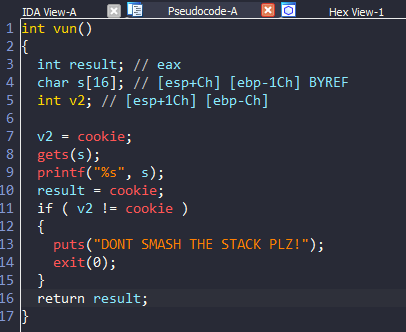 IDA View-A Pseudocode-A Hex View-1
1 int vun()
2 {
3 int result; // eax
4 char s[16]; // [esp+Ch] [ebp-1Ch] BYREF
5 int v2; // [esp+1Ch] [ebp-Ch]
6
7 v2 = cookie;
8 gets(s);
9 printf("%s", s);
10 result = cookie;
11 if ( v2 != cookie )
12 {
13 puts("DONT SMASH THE STACK PLZ!");
14 exit(0);
15 }
16 return result;
17 }